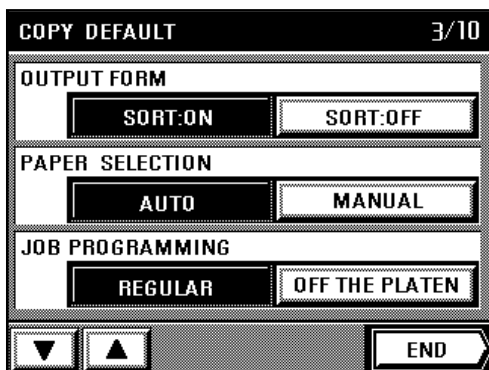 COPY DEFAULT 3/10
OUTPUT FORM
SORT:ON SORT:OFF
PAPER SELECTION
AUTO MANUAL
JOB PROGRAMMING
REGULAR OFF THE PLATEN
▼ ▲ END